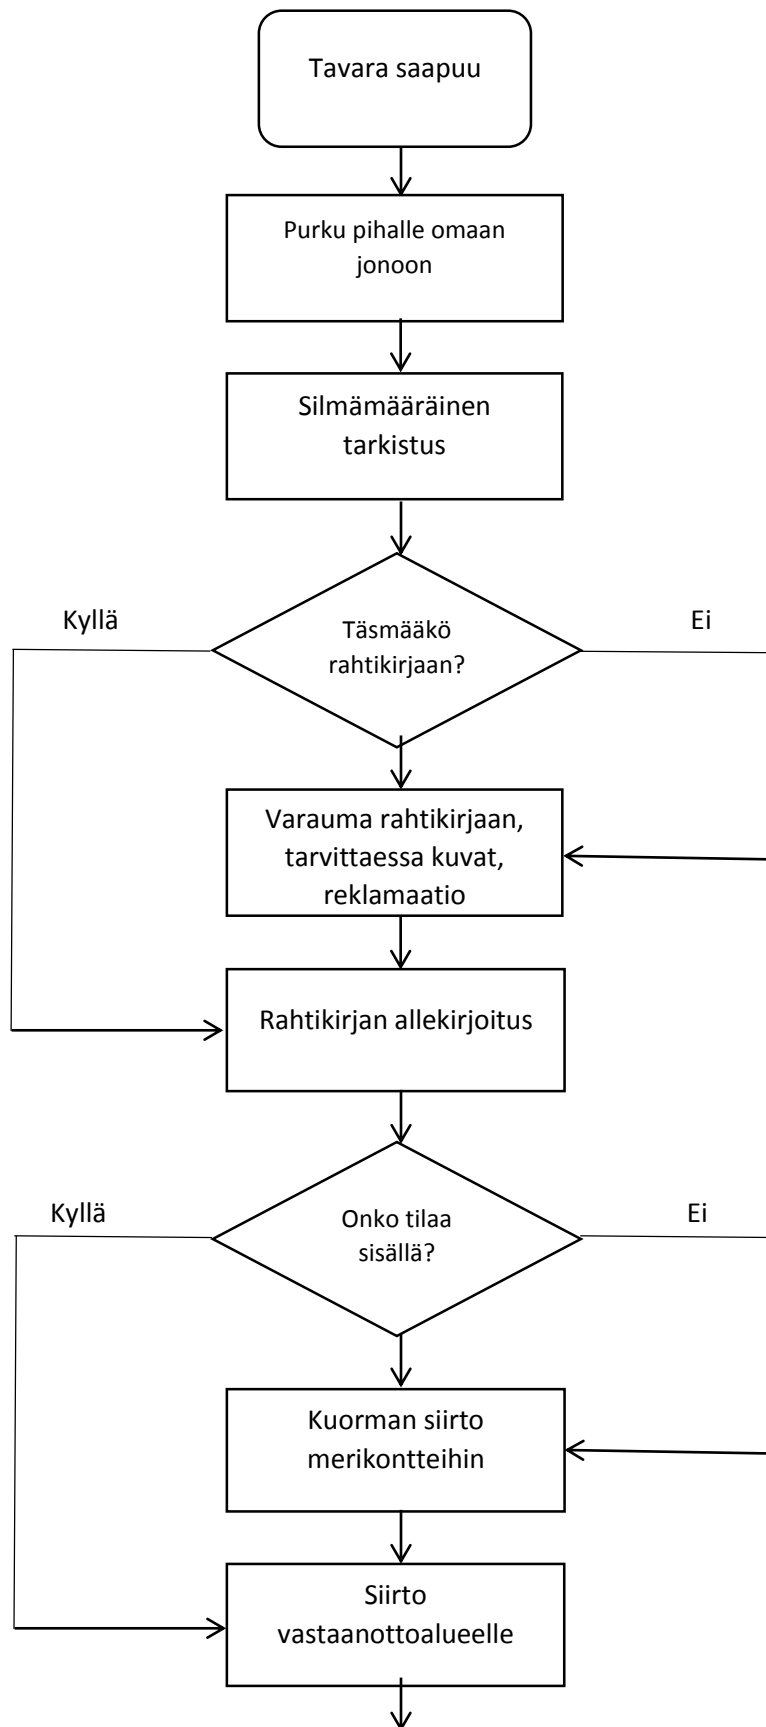 Tavara saapuu
Purku pihalle omaan
jonoon
Silmämääräinen
tarkistus
Kyllä
Täsmääkö
rahtikirjaan?
Ei
Varauma rahtikirjaan,
tarvittaessa kuvat,
reklamaatio
Rahtikirjan allekirjoitus
Kyllä
Onko tilaa
sisällä?
Ei
Kuorman siirto
merikontteihin
Siirto
vastaanottoalueelle